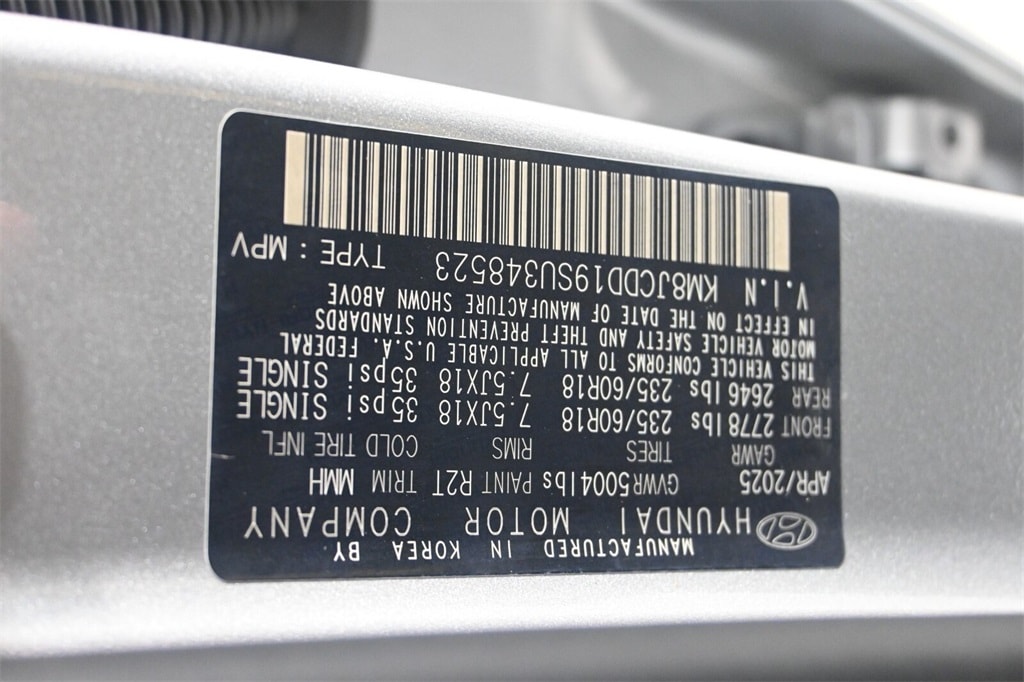 MANUFACTURED IN KOREA BY
HYUNDAI MOTOR COMPANY
APR/2025 GVWR 5004lbs PAINT R2T TRIM MMH
GAWR TIRES RIMS COLD TIRE INFL
FRONT 2778lbs 235/60R18 7.5JX18 35psi SINGLE
REAR 2646lbs 235/60R18 7.5JX18 35psi SINGLE
THIS VEHICLE CONFORMS TO ALL APPLICABLE U.S.A. FEDERAL
MOTOR VEHICLE SAFETY AND THEFT PREVENTION STANDARDS
IN EFFECT ON THE DATE OF MANUFACTURE SHOWN ABOVE
V.I.N KM8JCDD19SU348523 TYPE : MPV